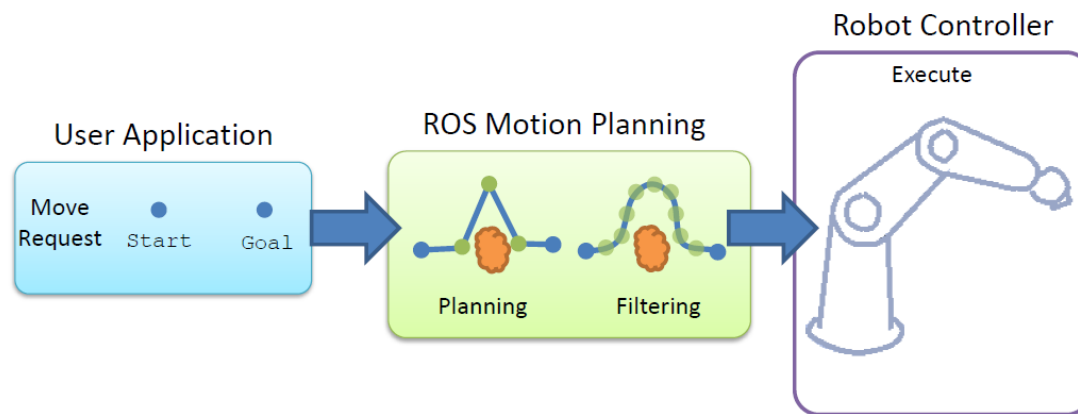 User Application
Move
Request
Start
Goal
ROS Motion Planning
Planning
Filtering
Robot Controller
Execute